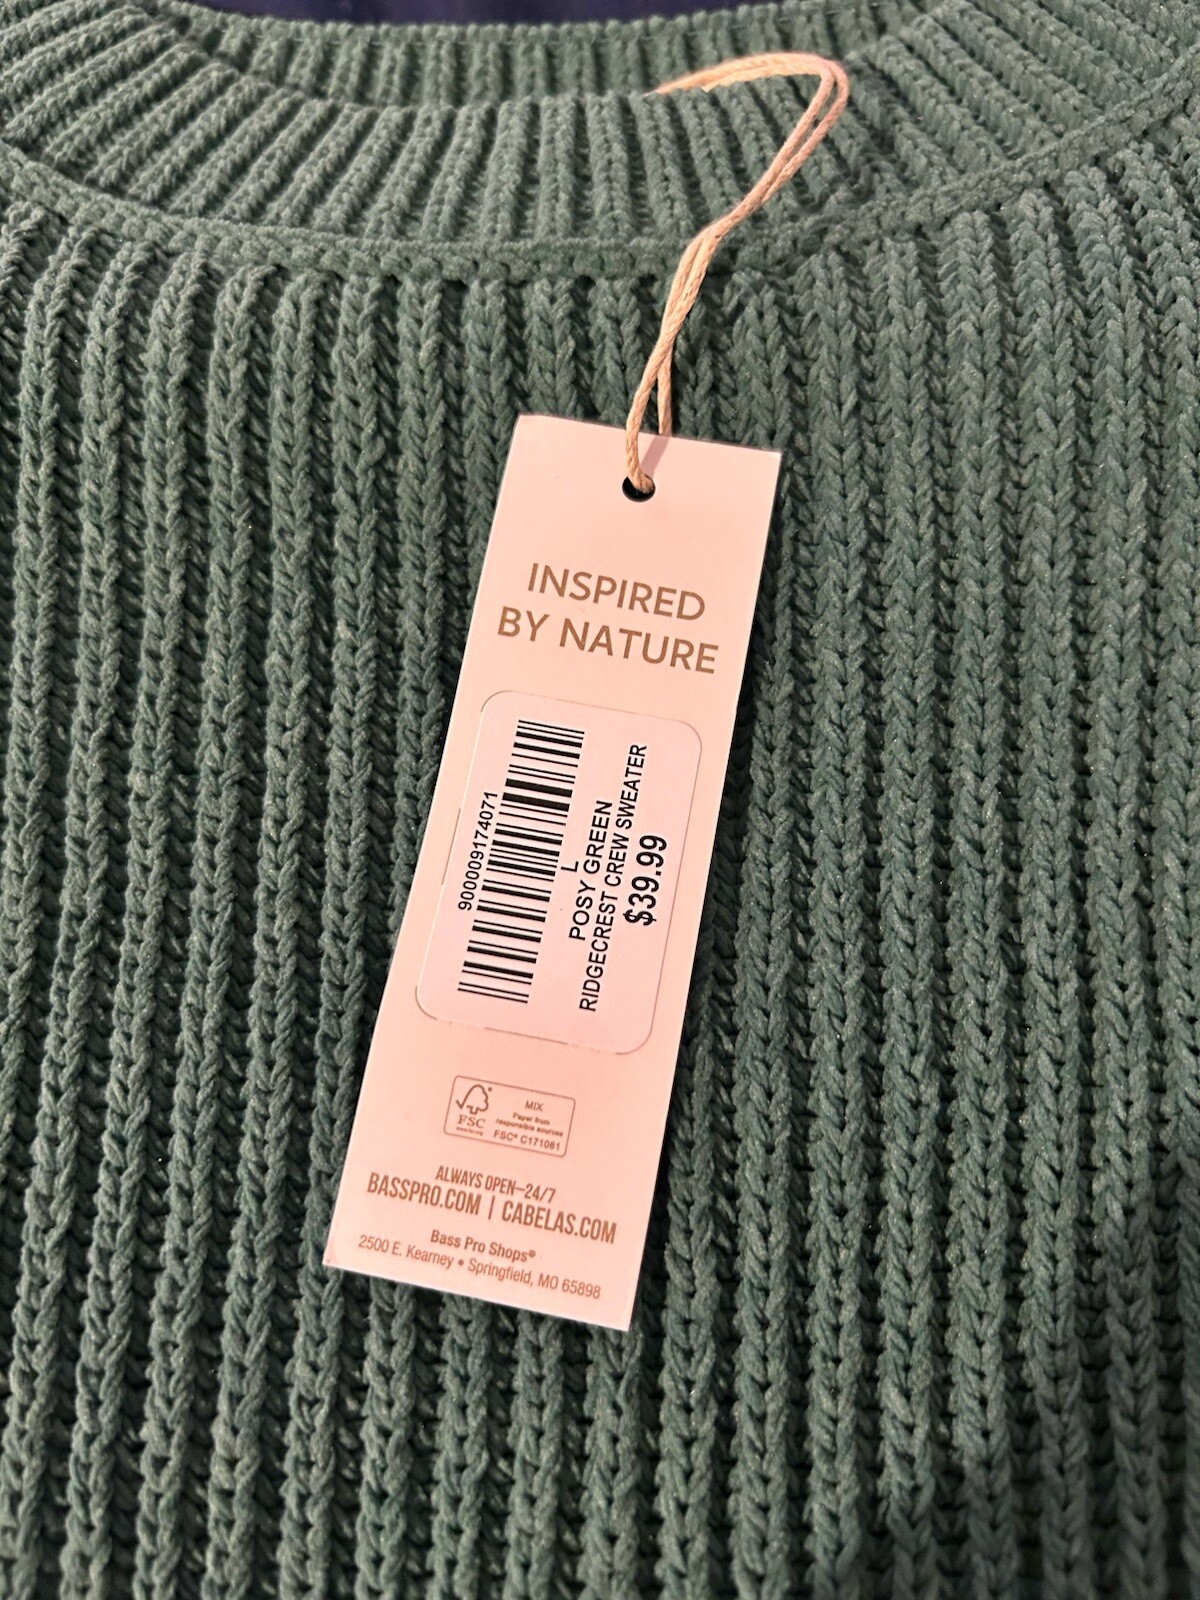 INSPIRED
BY NATURE
900009174071
L
POSY GREEN
RIDGECREST CREW SWEATER
$39.99
FSC
MIX
Paper from
responsible sources
FSC® C171061
ALWAYS OPEN—24/7
BASSPRO.COM | CABELAS.COM
Bass Pro Shops®
2500 E. Kearney • Springfield, MO 65898